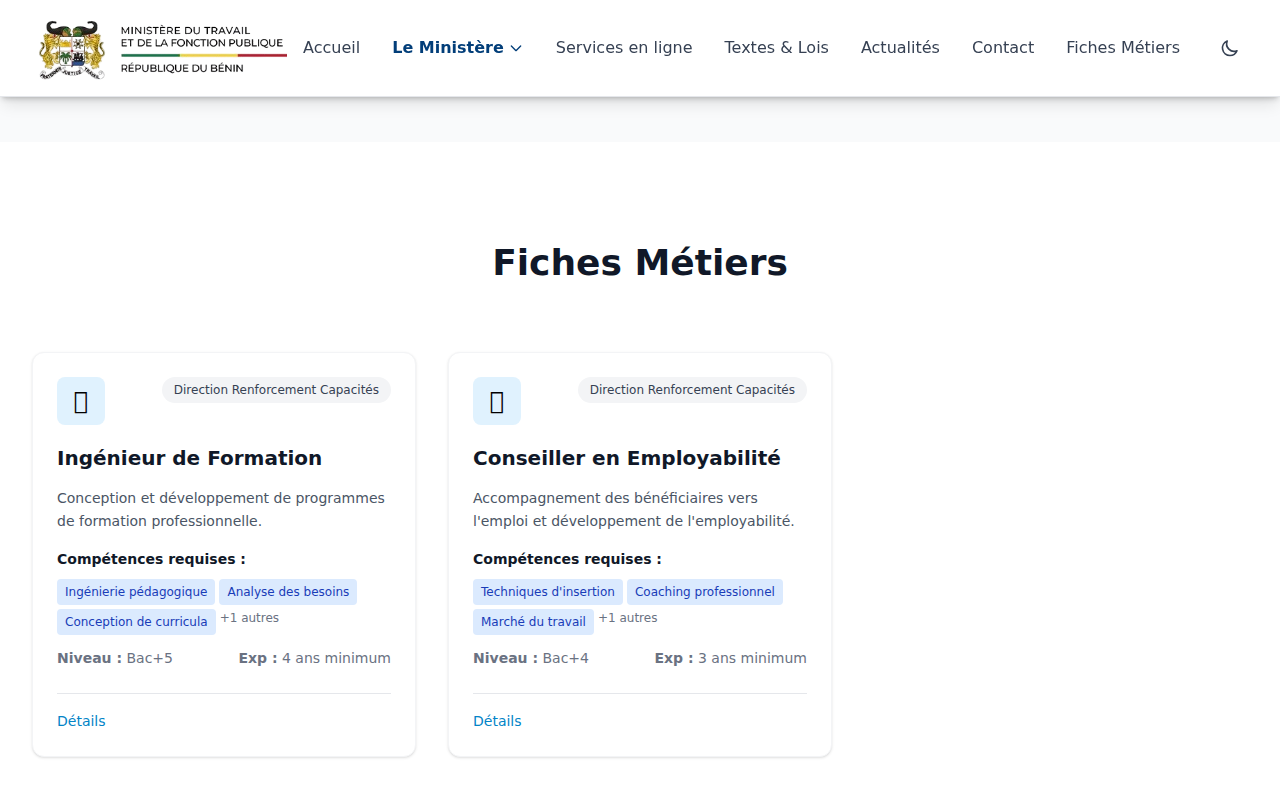 MINISTÈRE DU TRAVAIL
ET DE LA FONCTION PUBLIQUE
RÉPUBLIQUE DU BÉNIN
FRATERNITÉ JUSTICE TRAVAIL
Accueil
Le Ministère
Services en ligne
Textes & Lois
Actualités
Contact
Fiches Métiers
Fiches Métiers
Direction Renforcement Capacités
Ingénieur de Formation
Conception et développement de programmes
de formation professionnelle.
Compétences requises :
Ingénierie pédagogique
Analyse des besoins
Conception de curricula
+1 autres
Niveau : Bac+5
Exp : 4 ans minimum
Détails
Direction Renforcement Capacités
Conseiller en Employabilité
Accompagnement des bénéficiaires vers
l'emploi et développement de l'employabilité.
Compétences requises :
Techniques d'insertion
Coaching professionnel
Marché du travail
+1 autres
Niveau : Bac+4
Exp : 3 ans minimum
Détails